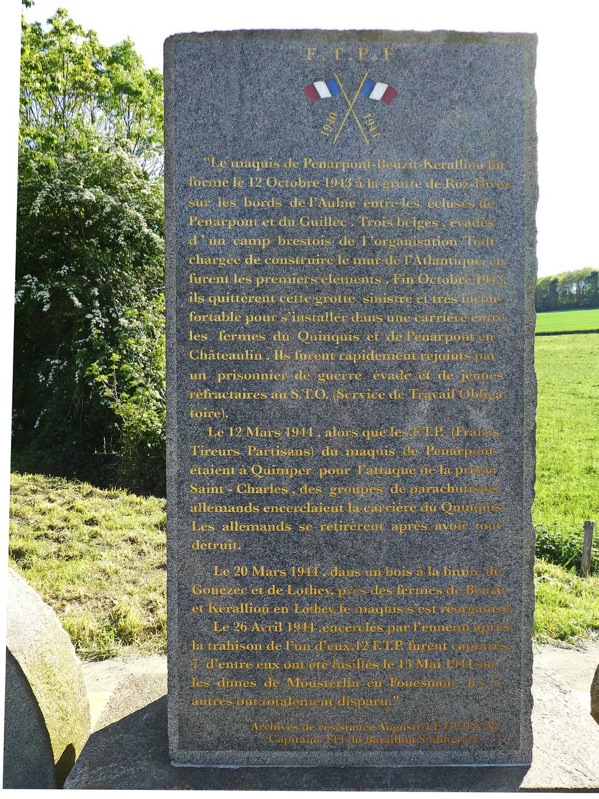 F . T . P . F
1940 1944
"Le maquis de Penarpont-Beuzit-Kerallion fut
formé le 12 Octobre 1943 à la grotte de Roz-Divez
sur les bords de l'Aulne entre les écluses de
Penarpont et du Guillec . Trois belges , évadés
d'un camp brestois de l'organisation Todt
chargée de construire le mur de l'Atlantique, en
furent les premiers éléments . Fin Octobre 1943,
ils quittèrent cette grotte sinistre et très incon-
fortable pour s'installer dans une carrière entre
les fermes du Quinquis et de Penarpont en
Châteaulin . Ils furent rapidement rejoints par
un prisonnier de guerre évadé et de jeunes
réfractaires au S.T.O. (Service de Travail Obliga-
toire).
Le 12 Mars 1944 , alors que les F.T.P. (Francs
Tireurs Partisans) du maquis de Penarpont
étaient à Quimper pour l'attaque de la prison
Saint - Charles , des groupes de parachutistes
allemands encerclaient la carrière du Quinquis.
Les allemands se retirèrent après avoir tout
détruit.
Le 20 Mars 1944 , dans un bois à la limite de
Gouezec et de Lothey, près des fermes de Beuzit
et Kerallion en Lothey, le maquis s'est réorganisé.
Le 26 Avril 1944 ,encerclés par l'ennemi après
la trahison de l'un d'eux,12 F.T.P. furent capturés
7 d'entre eux ont été fusillés le 15 Mai 1944 sur
les dunes de Mousterlin en Fouesnant, les
autres ont totalement disparu."
Archives de résistance Auguste
Capitaine FFI du Bataillon Stalingrad